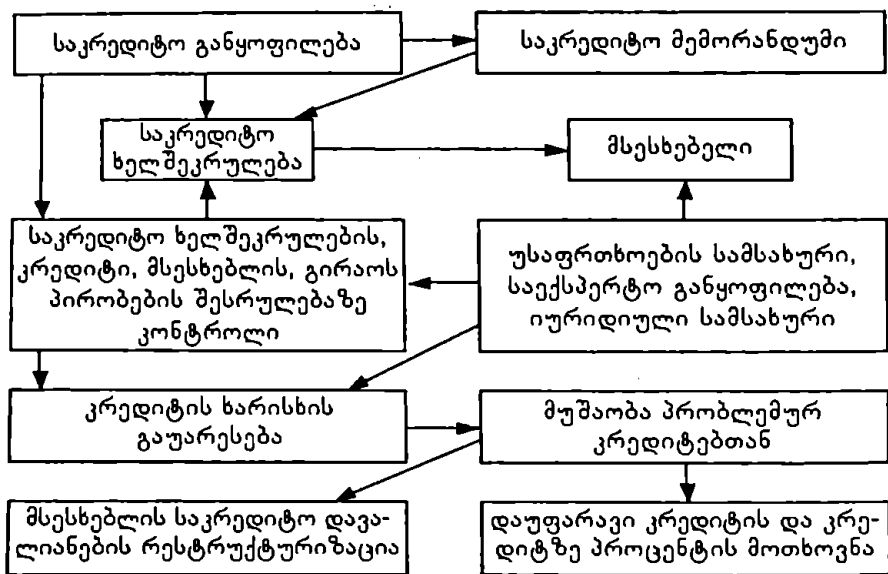 საკრედიტო განყოფილება
საკრედიტო მემორანდუმი
საკრედიტო
ხელშეკრულება
მსესხებელი
საკრედიტო ხელშეკრულების,
კრედიტი, მსესხებლის, გირაოს
პირობების შესრულებაზე
კონტროლი
უსაფრთხოების სამსახური,
საექსპერტო განყოფილება,
იურიდიული სამსახური
კრედიტის ხარისხის
გაუარესება
მუშაობა პრობლემურ
კრედიტებთან
მსესხებლის საკრედიტო დავა-
ლიანების რესტრუქტურიზაცია
დაუფარავი კრედიტის და კრე-
დიტზე პროცენტის მოთხოვნა